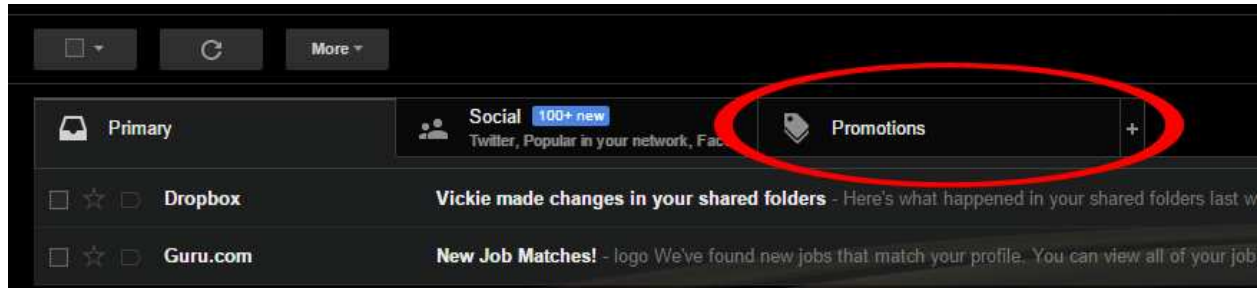 More
Primary
Social 100+ new
Twitter, Popular in your network, Fac
Promotions
+
Dropbox
Vickie made changes in your shared folders - Here's what happened in your shared folders last w
Guru.com
New Job Matches! - logo We've found new jobs that match your profile. You can view all of your job